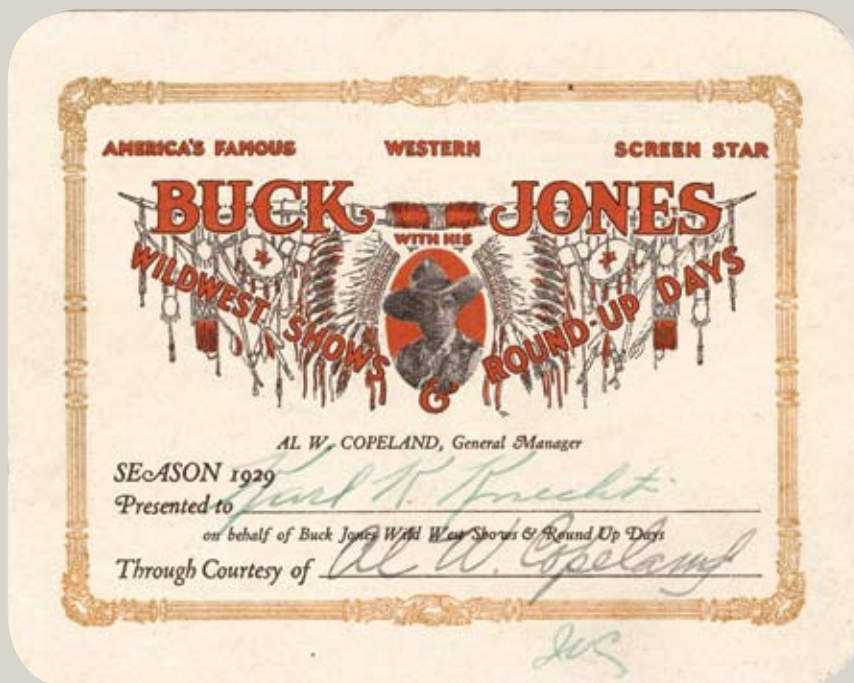 AMERICA'S FAMOUS WESTERN SCREEN STAR
BUCK JONES
WITH HIS
WILDWEST SHOWS & ROUND-UP DAYS
AL W. COPELAND, General Manager
SEASON 1929
Presented to Karl K. Knecht
on behalf of Buck Jones Wild West Shows & Round Up Days
Through Courtesy of Al W. Copeland